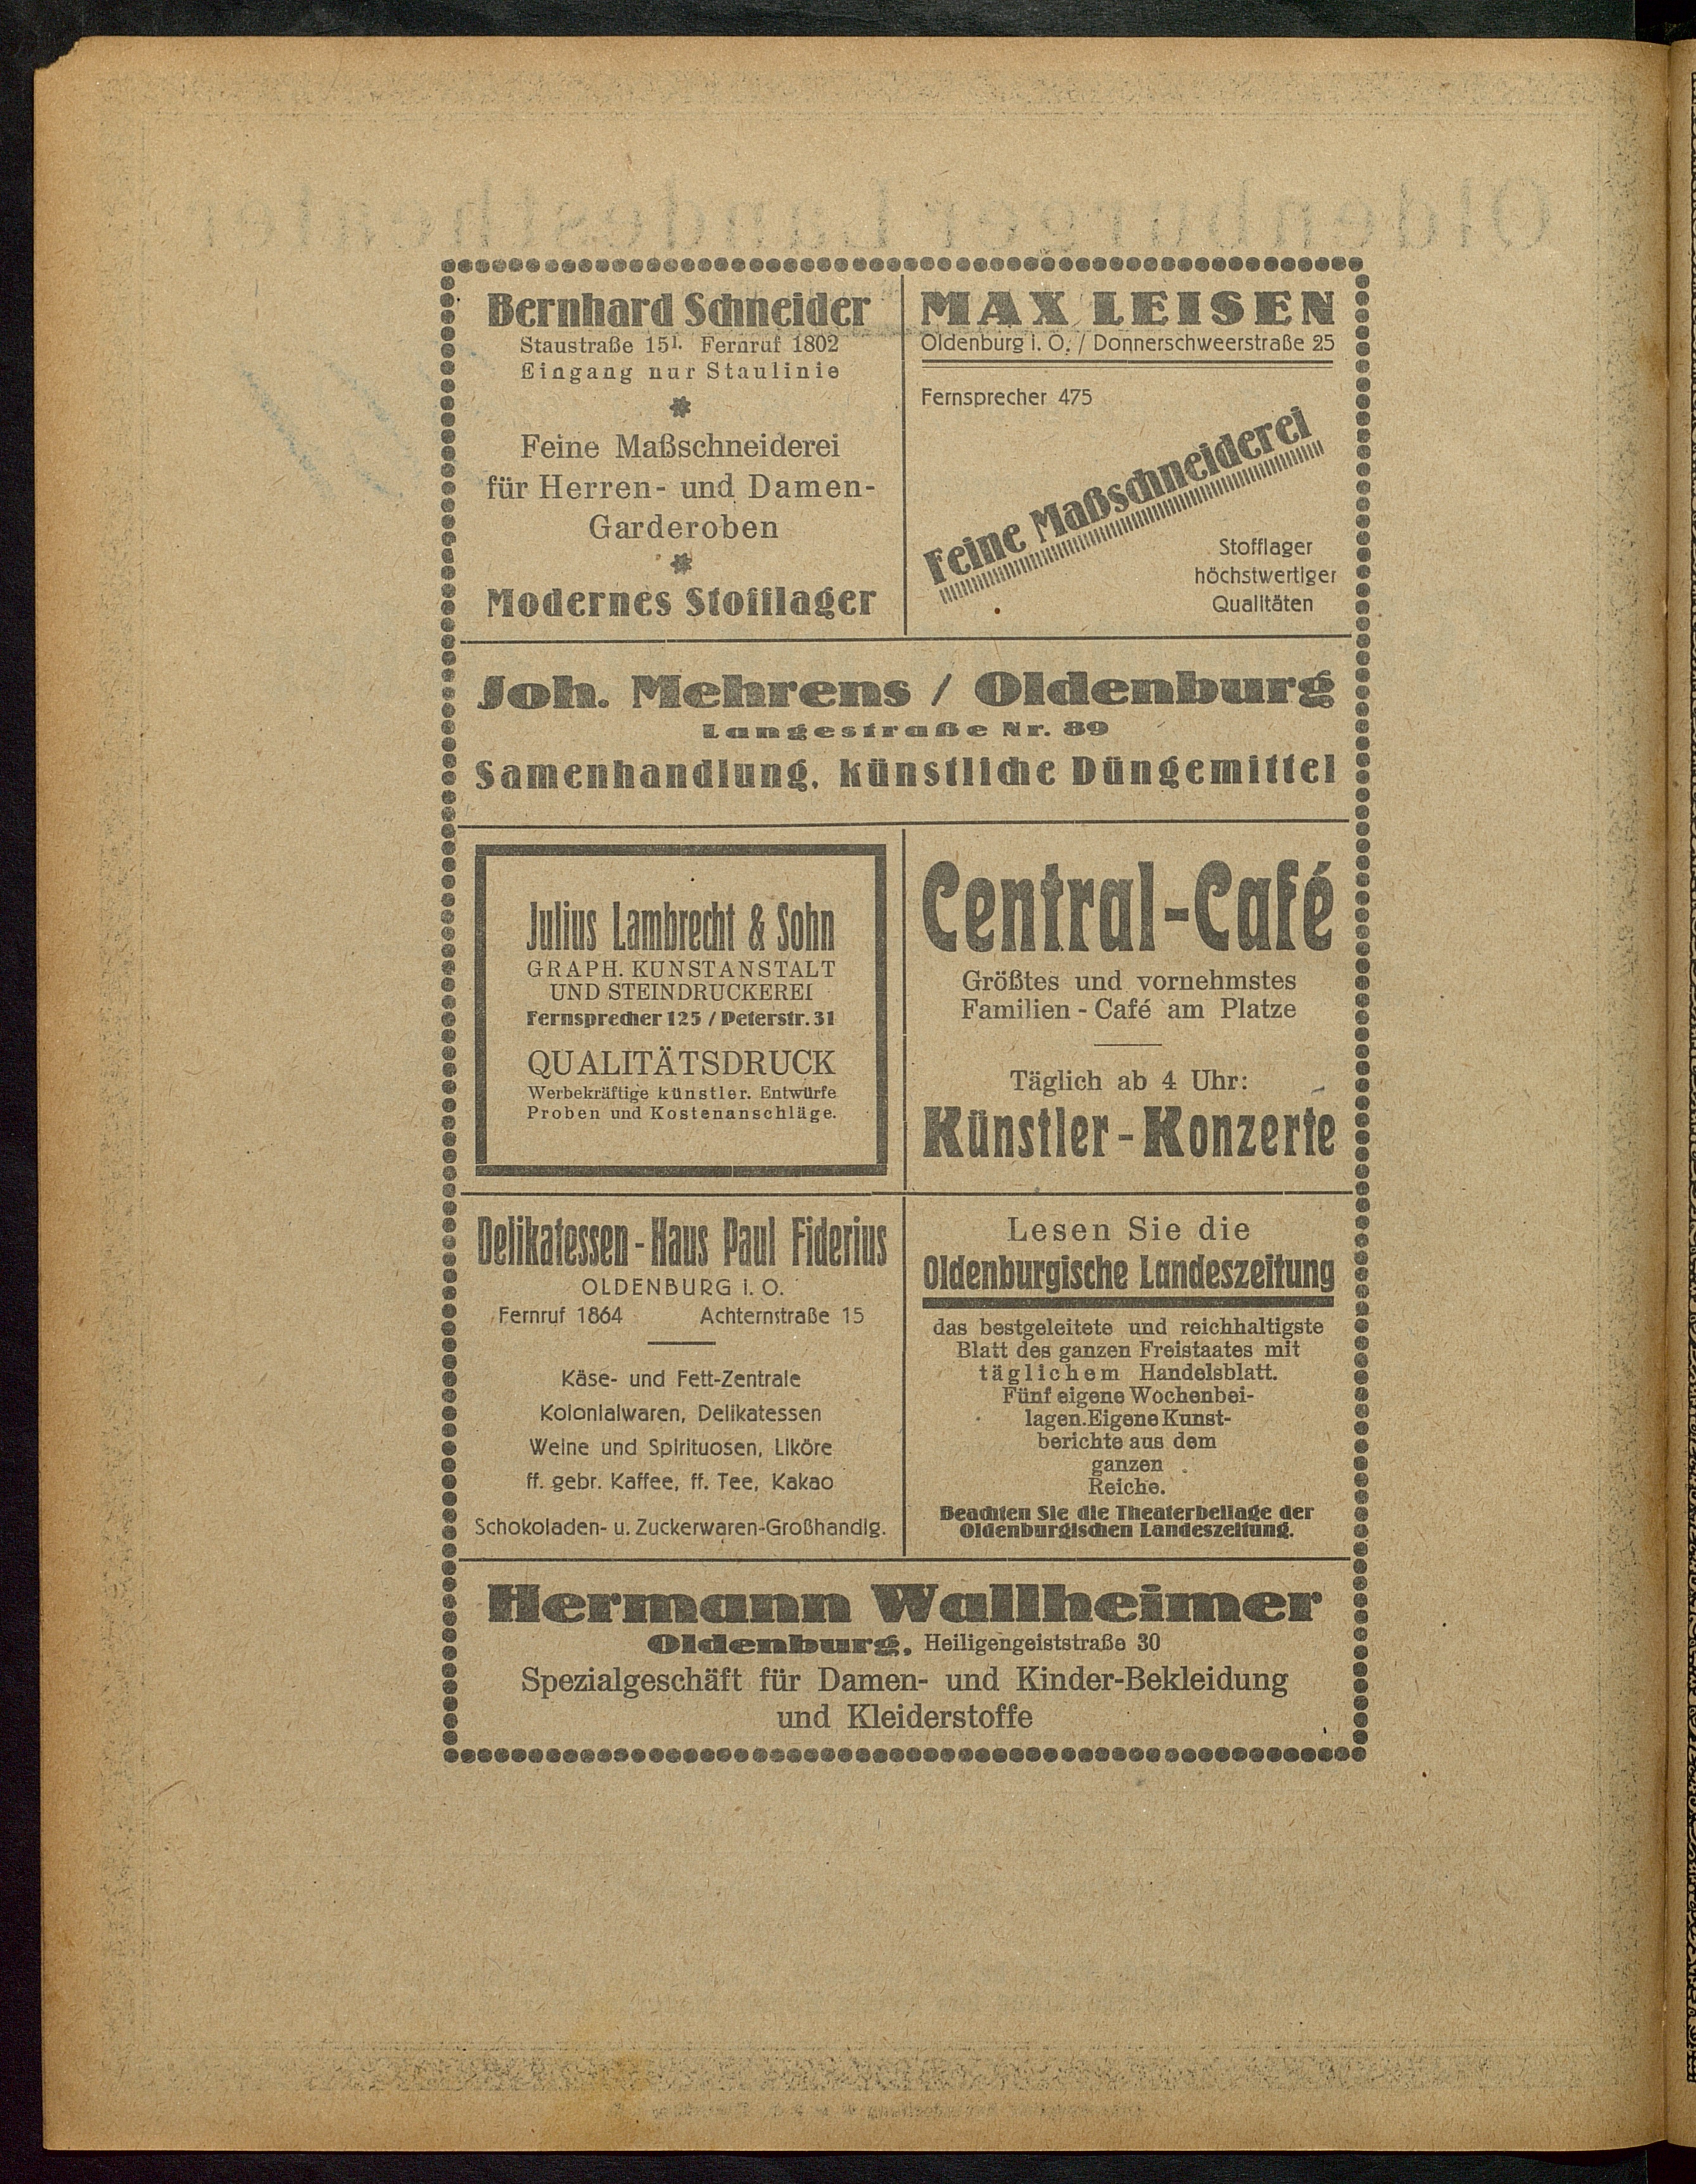 Bernhard Schneider
Staustraße 15I. Fernruf 1802
Eingang nur Staulinie
Feine Maßschneiderei
für Herren- und Damen-
Garderoben
Modernes Stofflager
MAX LEISEN
Oldenburg i. O. / Donnerschweerstraße 25
Fernsprecher 475
Feine Maßschneiderei
Stofflager
höchstwertiger
Qualitäten
Joh. Mehrens / Oldenburg
Langestraße Nr. 89
Samenhandlung, künstliche Düngemittel
Julius Lambrecht & Sohn
GRAPH. KUNSTANSTALT
UND STEINDRUCKEREI
Fernsprecher 125 / Peterstr. 31
QUALITÄTSDRUCK
Werbekräftige künstler. Entwürfe
Proben und Kostenanschläge.
Central-Café
Größtes und vornehmstes
Familien-Café am Platze
Täglich ab 4 Uhr:
Künstler-Konzerte
Delikatessen-Haus Paul Fiderius
OLDENBURG i. O.
Fernruf 1864 Achternstraße 15
Käse- und Fett-Zentrale
Kolonialwaren, Delikatessen
Weine und Spirituosen, Liköre
ff. gebr. Kaffee, ff. Tee, Kakao
Schokoladen- u. Zuckerwaren-Großhandlg.
Lesen Sie die
Oldenburgische Landeszeitung
das bestgeleitete und reichhaltigste
Blatt des ganzen Freistaates mit
täglichem Handelsblatt.
Fünf eigene Wochenbei-
lagen. Eigene Kunst-
berichte aus dem
ganzen
Reiche.
Beachten Sie die Theaterbeilage der
Oldenburgischen Landeszeitung.
Hermann Wallheimer
Oldenburg, Heiligengeiststraße 30
Spezialgeschäft für Damen- und Kinder-Bekleidung
und Kleiderstoffe